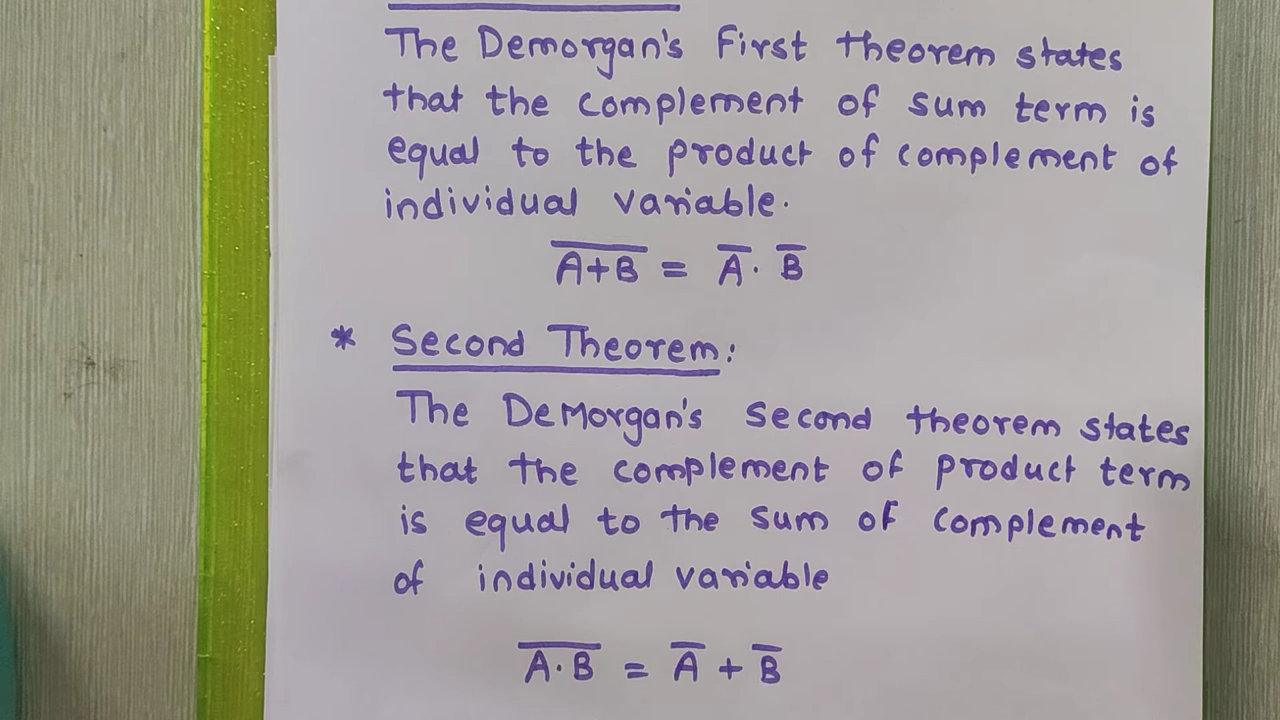 The Demorgan's First theorem states
that the complement of sum term is
equal to the product of complement of
individual variable.
A̅+̅B̅ = A̅ . B̅
* Second Theorem:
The DeMorgan's Second theorem states
that the complement of product term
is equal to the sum of complement
of individual variable
A̅.̅B̅ = A̅ + B̅